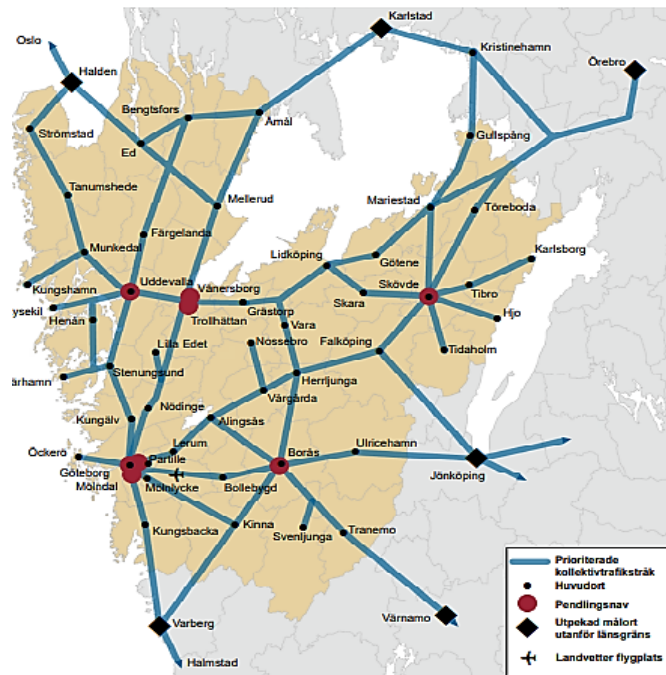 Karlstad
Oslo
Kristinehamn
Örebro
Halden
Bengtsfors
Åmål
Strömstad
Gullspång
Ed
Tanumshede
Mellerud
Mariestad
Töreboda
Färgelanda
Munkedal
Karlsborg
Lidköping
Götene
Kungshamn
Uddevalla
Vänersborg
Skövde
ysekil
Skara
Tibro
Henån
Grästorp
Trollhättan
Hjo
Vara
Nossebro
Falköping
Lilla Edet
Tidaholm
Stenungsund
ärhamn
Herrljunga
Vårgårda
Nödinge
Kungälv
Alingsås
Lerum
Ulricehamn
Öckerö
Partille
Borås
Göteborg
Jönköping
Mölndal
Mölnlycke
Bollebygd
Kungsbacka
Kinna
Svenljunga
Tranemo
Värnamo
Varberg
Halmstad
Prioriterade
kollektivtrafikstråk
Huvudort
Pendlingsnav
Utpekad målort
utanför länsgräns
Landvetter flygplats